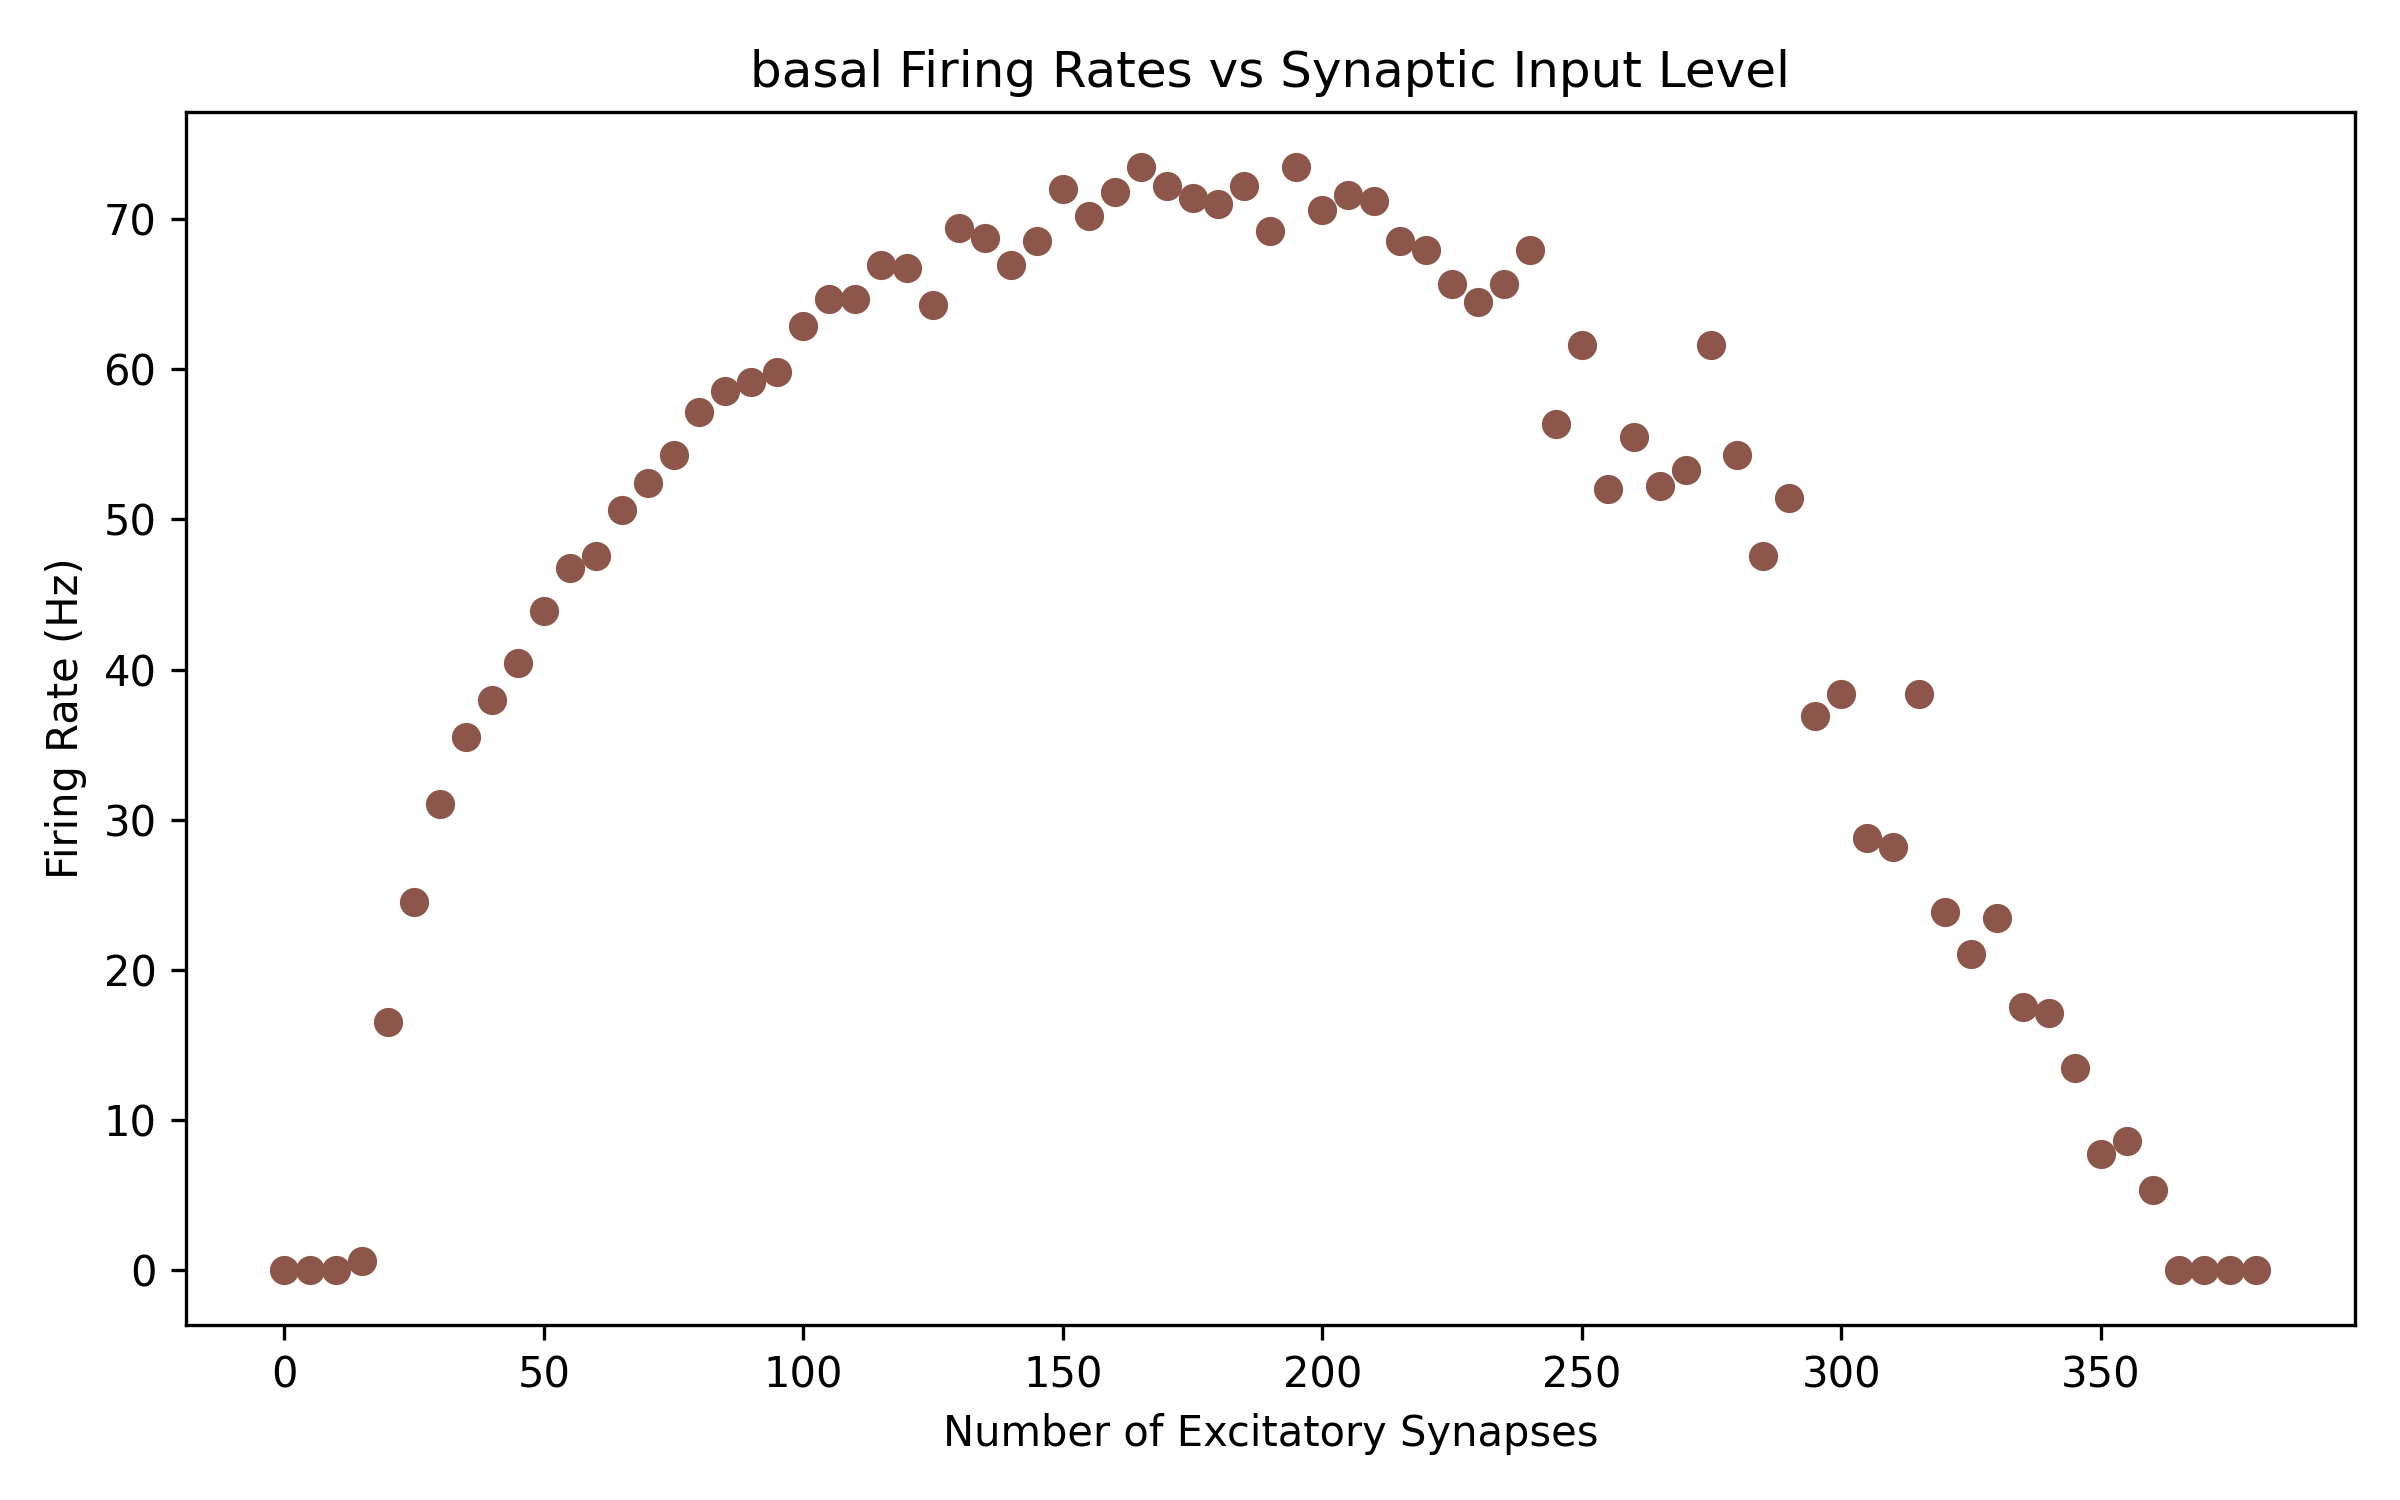 basal Firing Rates vs Synaptic Input Level
Firing Rate (Hz)
70
60
50
40
30
20
10
0
0 50 100 150 200 250 300 350
Number of Excitatory Synapses